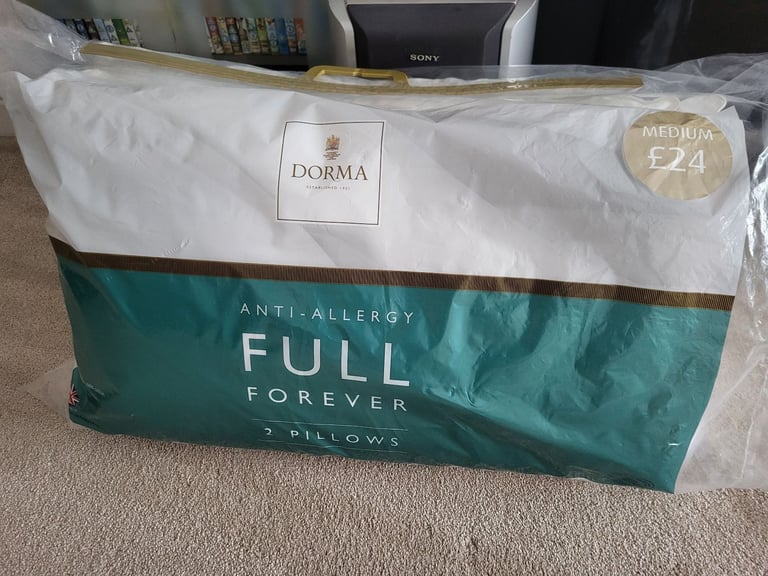 SONY
MEDIUM
£24
DORMA
ESTABLISHED 1921
ANTI-ALLERGY
FULL
FOREVER
2 PILLOWS